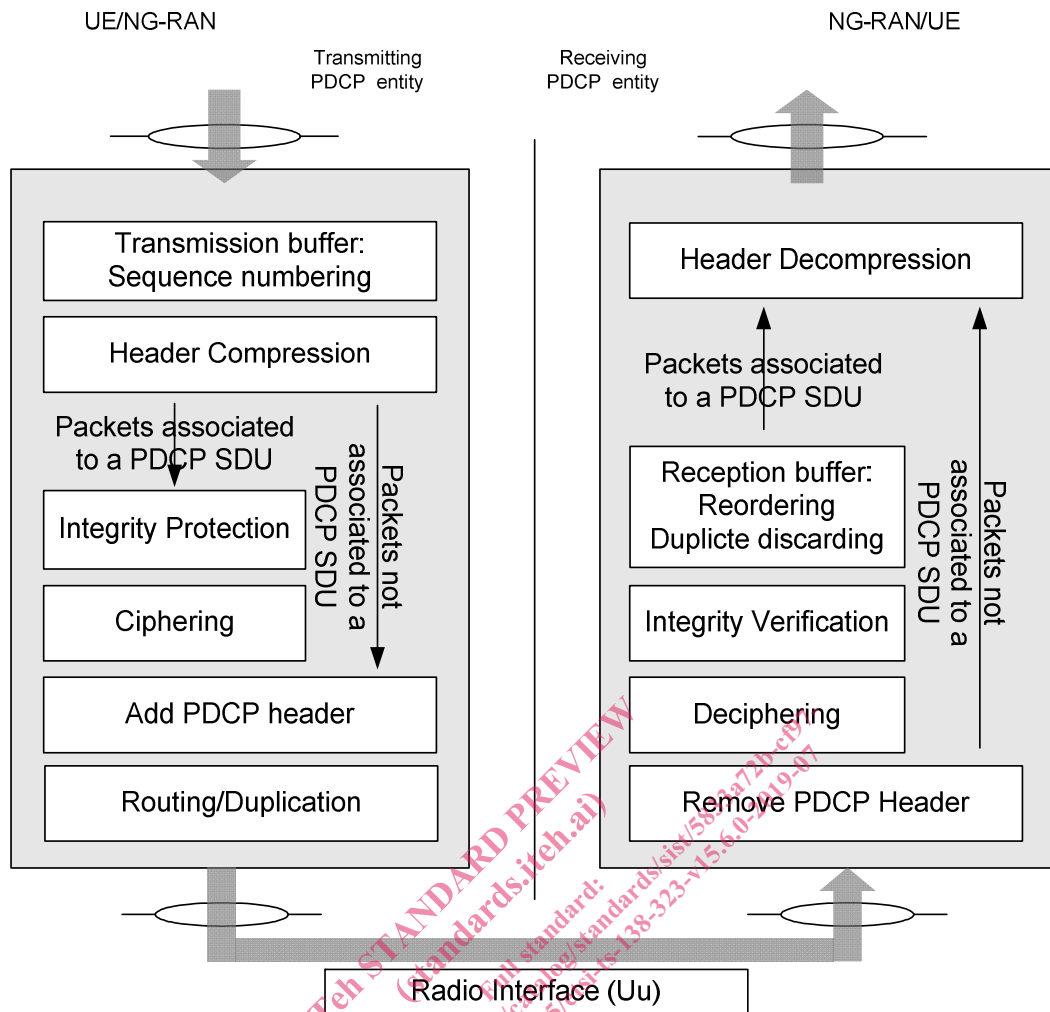 UE/NG-RAN
NG-RAN/UE
Transmitting
PDCP entity
Receiving
PDCP entity
Transmission buffer:
Sequence numbering
Header Compression
Packets associated
to a PDCP SDU
Packets not
associated to a
PDCP SDU
Integrity Protection
Ciphering
Add PDCP header
Routing/Duplication
Header Decompression
Packets associated
to a PDCP SDU
Reception buffer:
Reordering
Duplicte discarding
Packets not
associated to a
PDCP SDU
Integrity Verification
Deciphering
Remove PDCP Header
Radio Interface (Uu)
Teh STANDARD PREVIEW
(standards.iteh.ai)
Full standard: